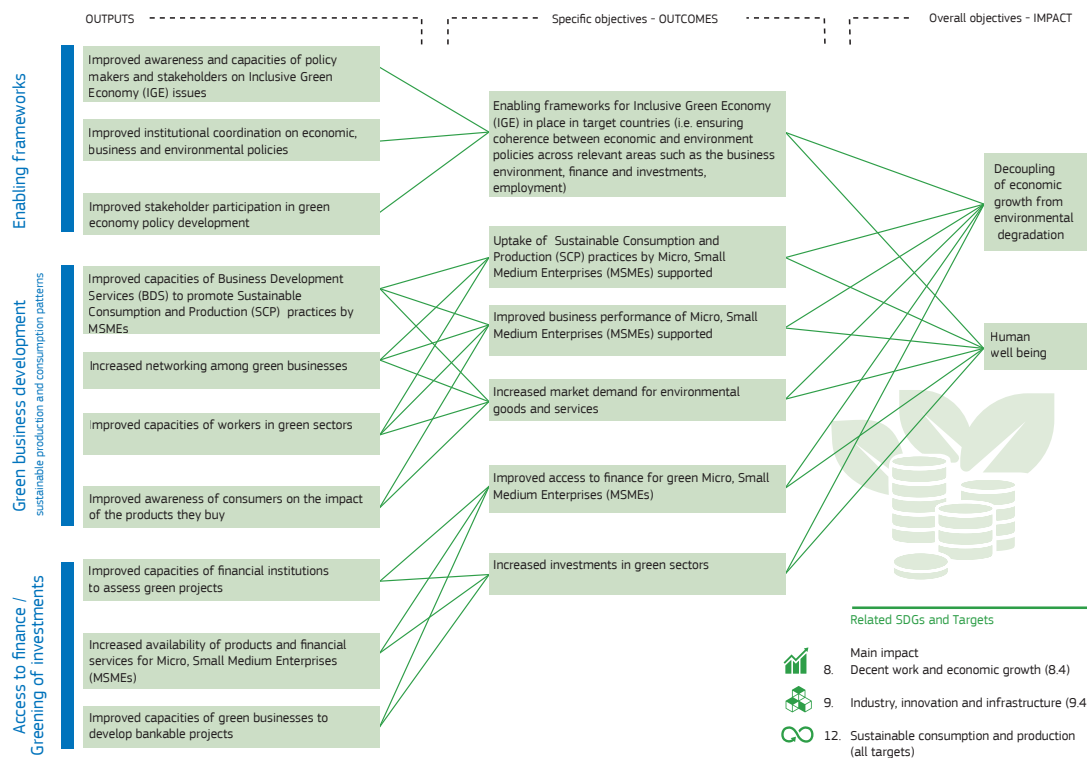 OUTPUTS
Specific objectives - OUTCOMES
Overall objectives - IMPACT
Enabling frameworks
Improved awareness and capacities of policy
makers and stakeholders on Inclusive Green
Economy (IGE) issues
Improved institutional coordination on economic,
business and environmental policies
Improved stakeholder participation in green
economy policy development
Green business development
sustainable production and consumption patterns
Improved capacities of Business Development
Services (BDS) to promote Sustainable
Consumption and Production (SCP) practices by
MSMEs
Increased networking among green businesses
Improved capacities of workers in green sectors
Improved awareness of consumers on the impact
of the products they buy
Access to finance /
Greening of investments
Improved capacities of financial institutions
to assess green projects
Increased availability of products and financial
services for Micro, Small Medium Enterprises
(MSMEs)
Improved capacities of green businesses to
develop bankable projects
Enabling frameworks for Inclusive Green Economy
(IGE) in place in target countries (i.e. ensuring
coherence between economic and environment
policies across relevant areas such as the business
environment, finance and investments,
employment)
Uptake of Sustainable Consumption and
Production (SCP) practices by Micro, Small
Medium Enterprises (MSMEs) supported
Improved business performance of Micro, Small
Medium Enterprises (MSMEs) supported
Increased market demand for environmental
goods and services
Improved access to finance for green Micro, Small
Medium Enterprises (MSMEs)
Increased investments in green sectors
Decoupling
of economic
growth from
environmental
degradation
Human
well being
Related SDGs and Targets
Main impact
8. Decent work and economic growth (8.4)
9. Industry, innovation and infrastructure (9.4
12. Sustainable consumption and production
(all targets)